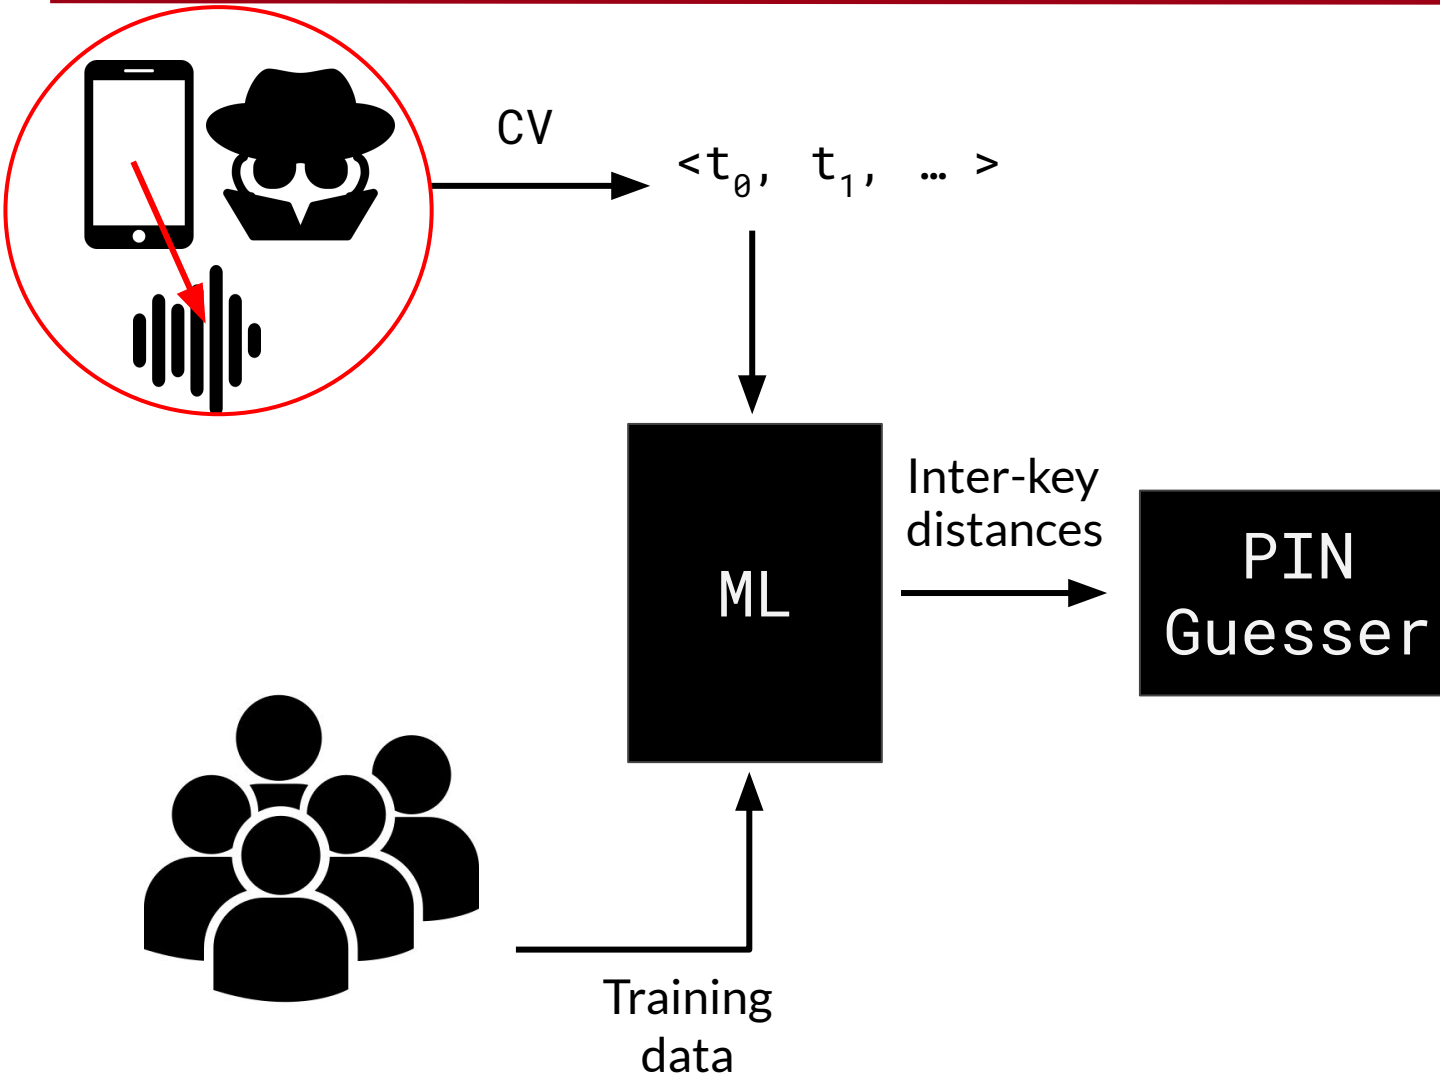 CV
<t₀, t₁, … >
Inter-key
distances
ML
PIN
Guesser
Training
data